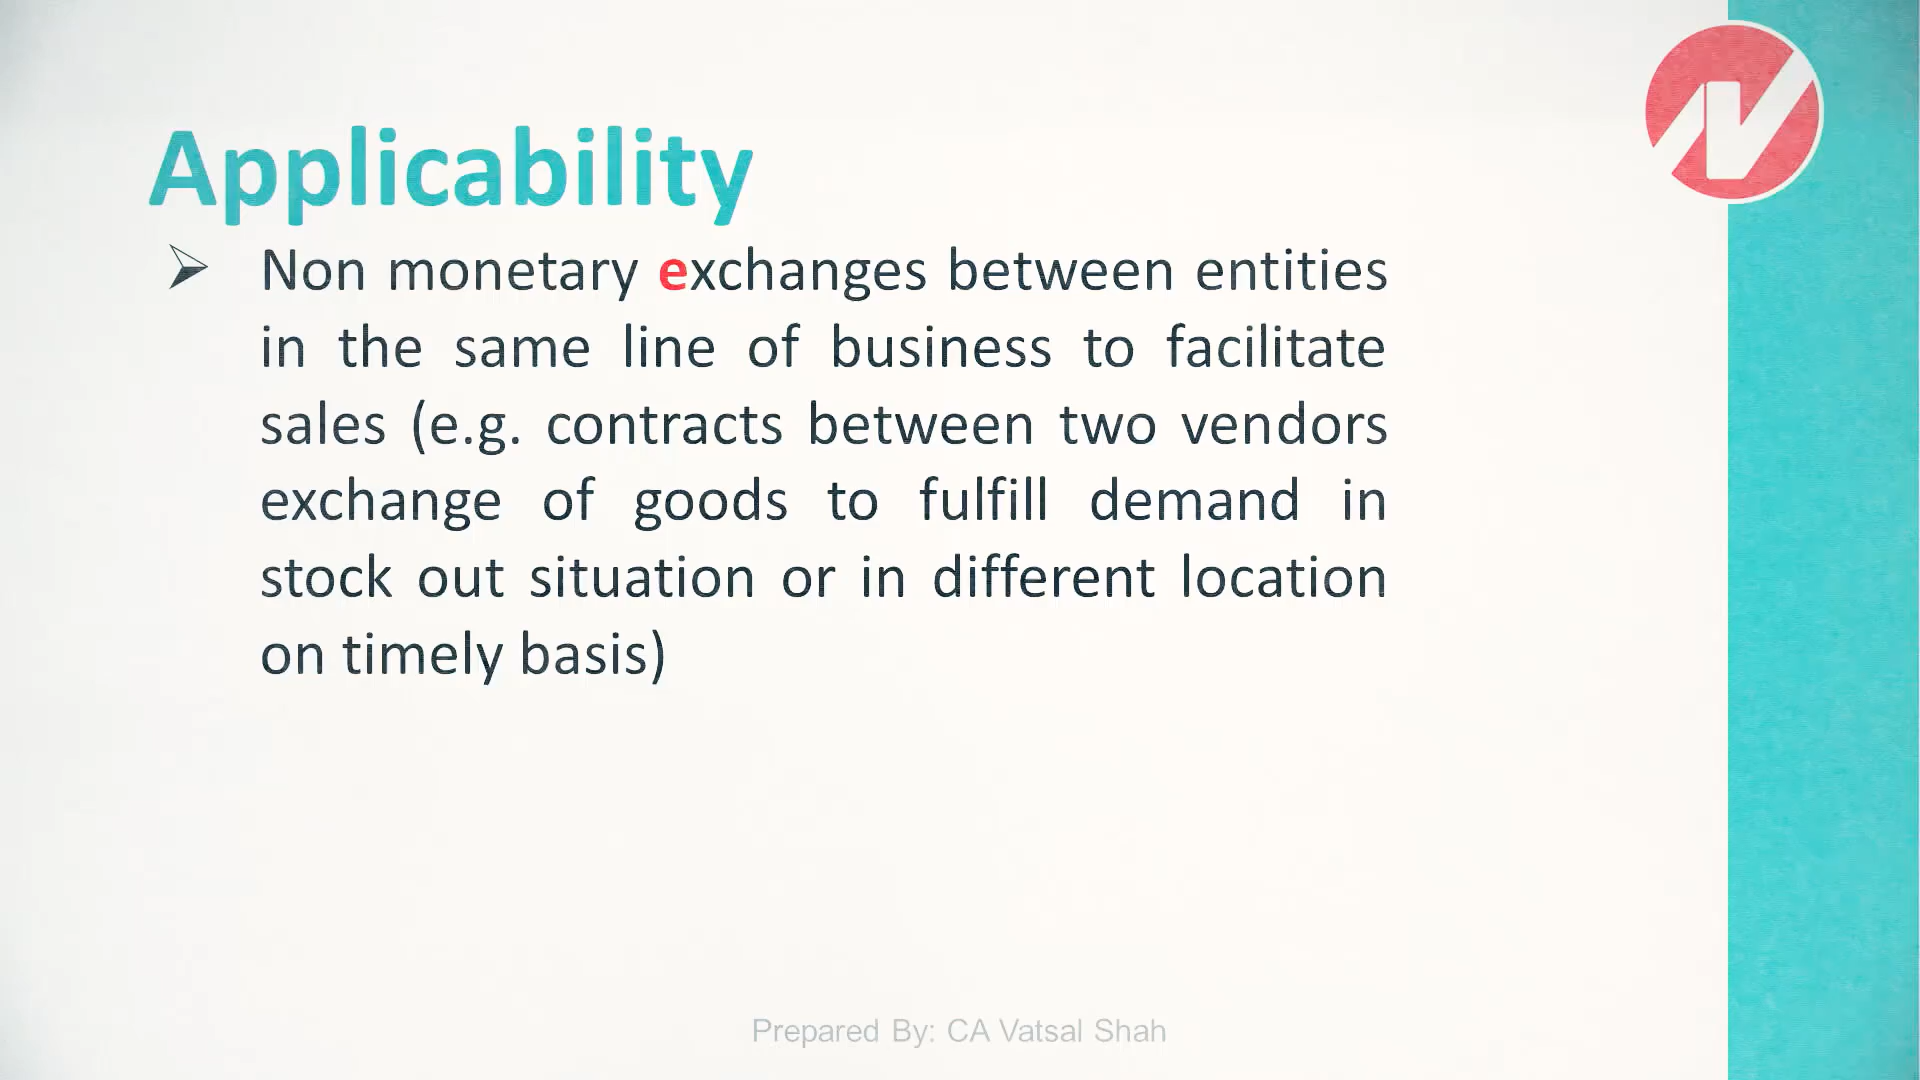 Applicability
Non monetary exchanges between entities
in the same line of business to facilitate
sales (e.g. contracts between two vendors
exchange of goods to fulfill demand in
stock out situation or in different location
on timely basis)
Prepared By: CA Vatsal Shah